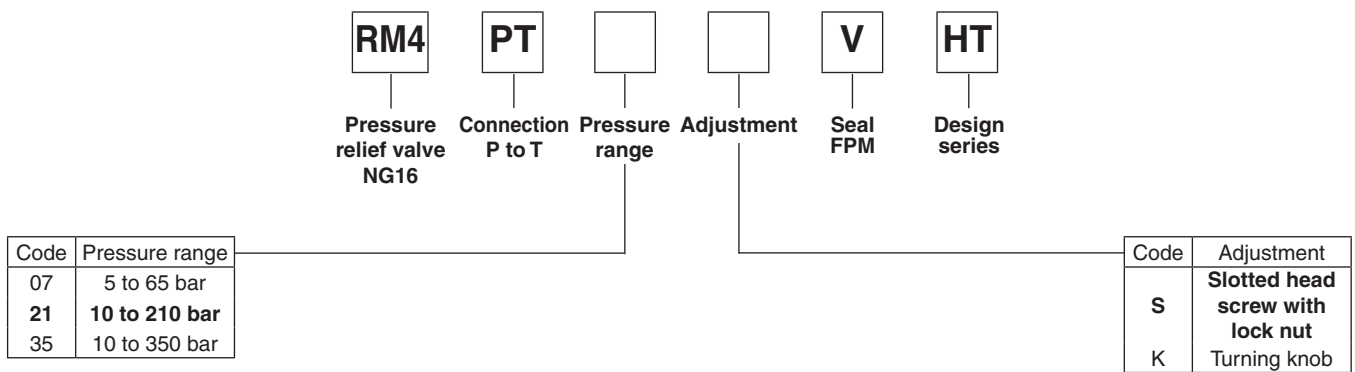 RM4 PT V HT
Pressure relief valve NG16
Connection P to T
Pressure range
Adjustment
Seal FPM
Design series
Code Pressure range
07 5 to 65 bar
21 10 to 210 bar
35 10 to 350 bar
Code Adjustment
S Slotted head screw with lock nut
K Turning knob